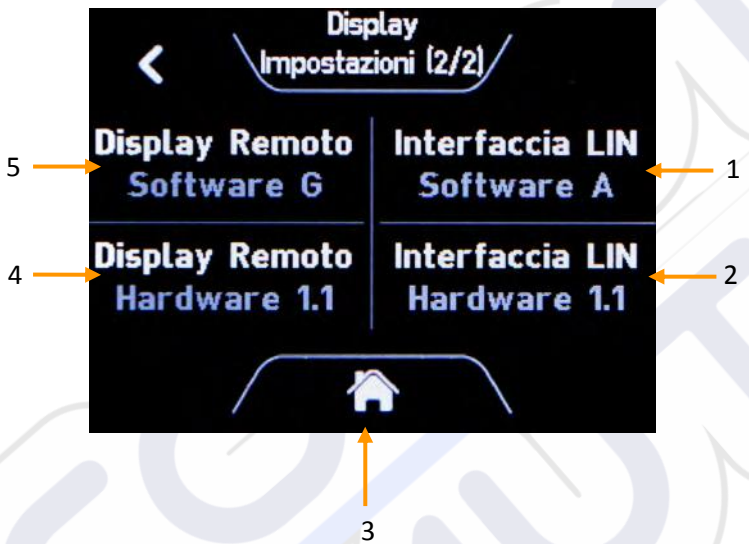 Display
Impostazioni (2/2)
5
Display Remoto
Software G
Interfaccia LIN
Software A
1
4
Display Remoto
Hardware 1.1
Interfaccia LIN
Hardware 1.1
2
3